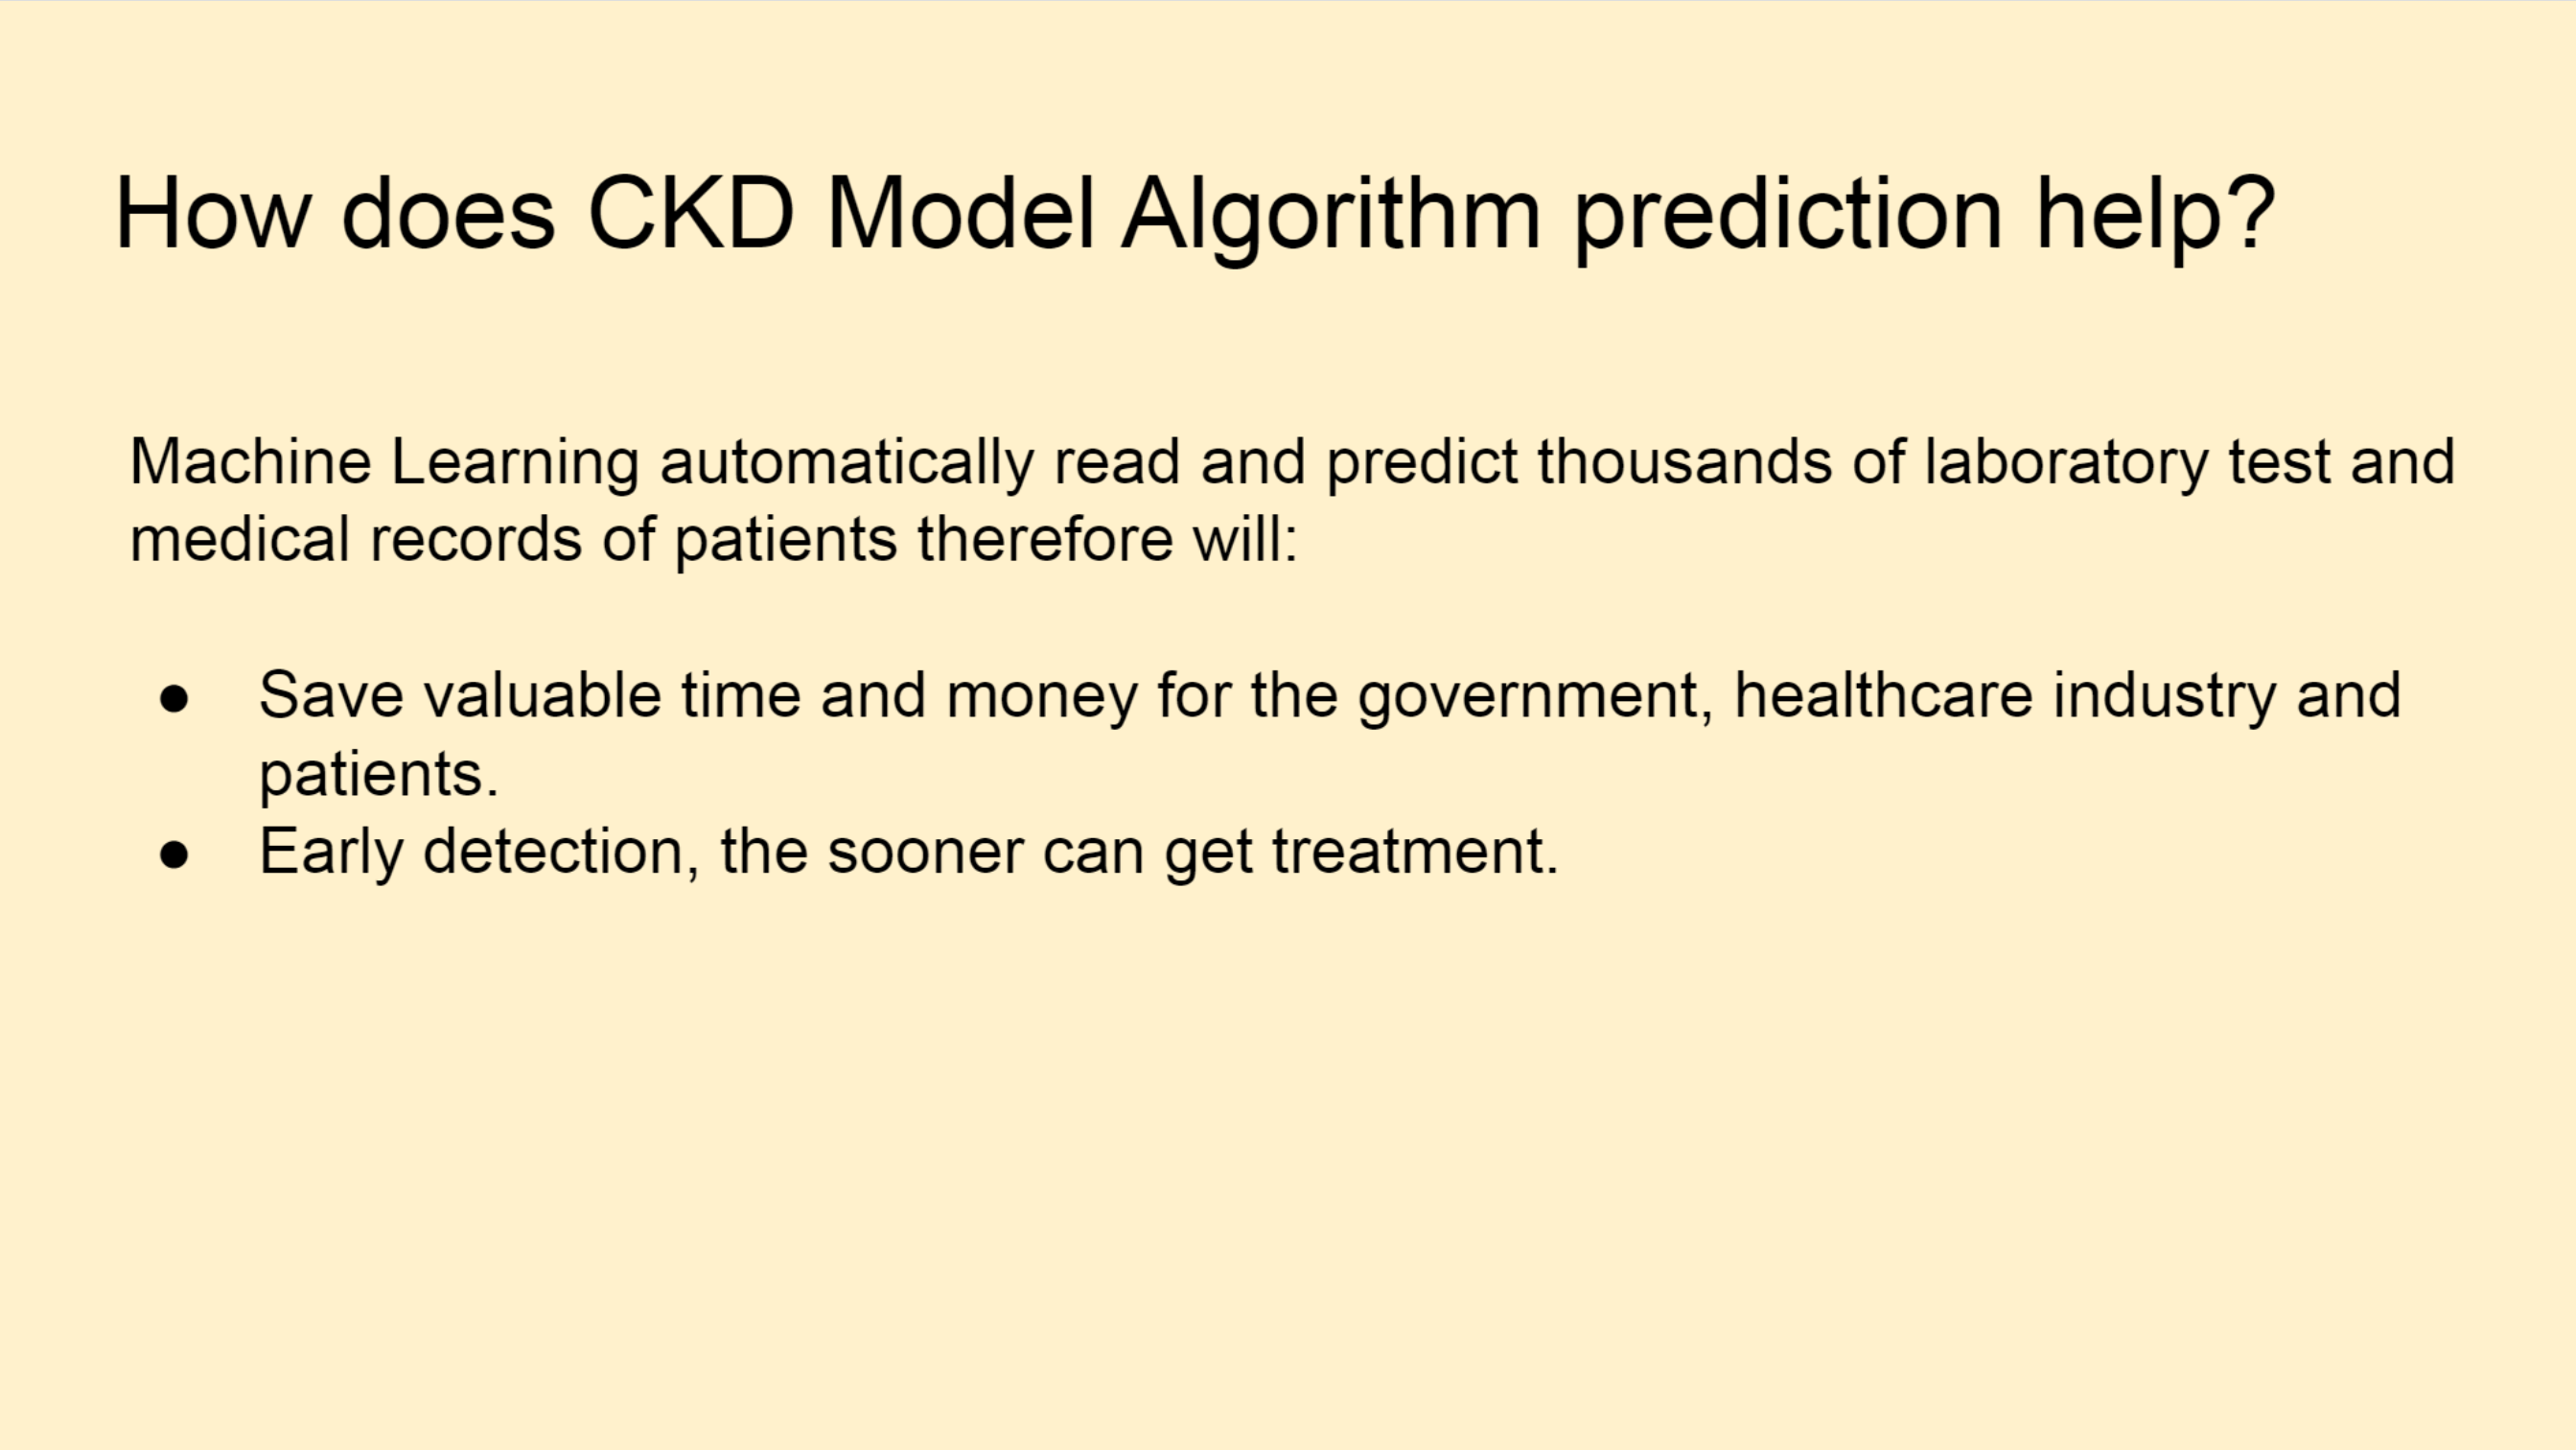 How does CKD Model Algorithm prediction help?
Machine Learning automatically read and predict thousands of laboratory test and
medical records of patients therefore will:
● Save valuable time and money for the government, healthcare industry and
patients.
● Early detection, the sooner can get treatment.